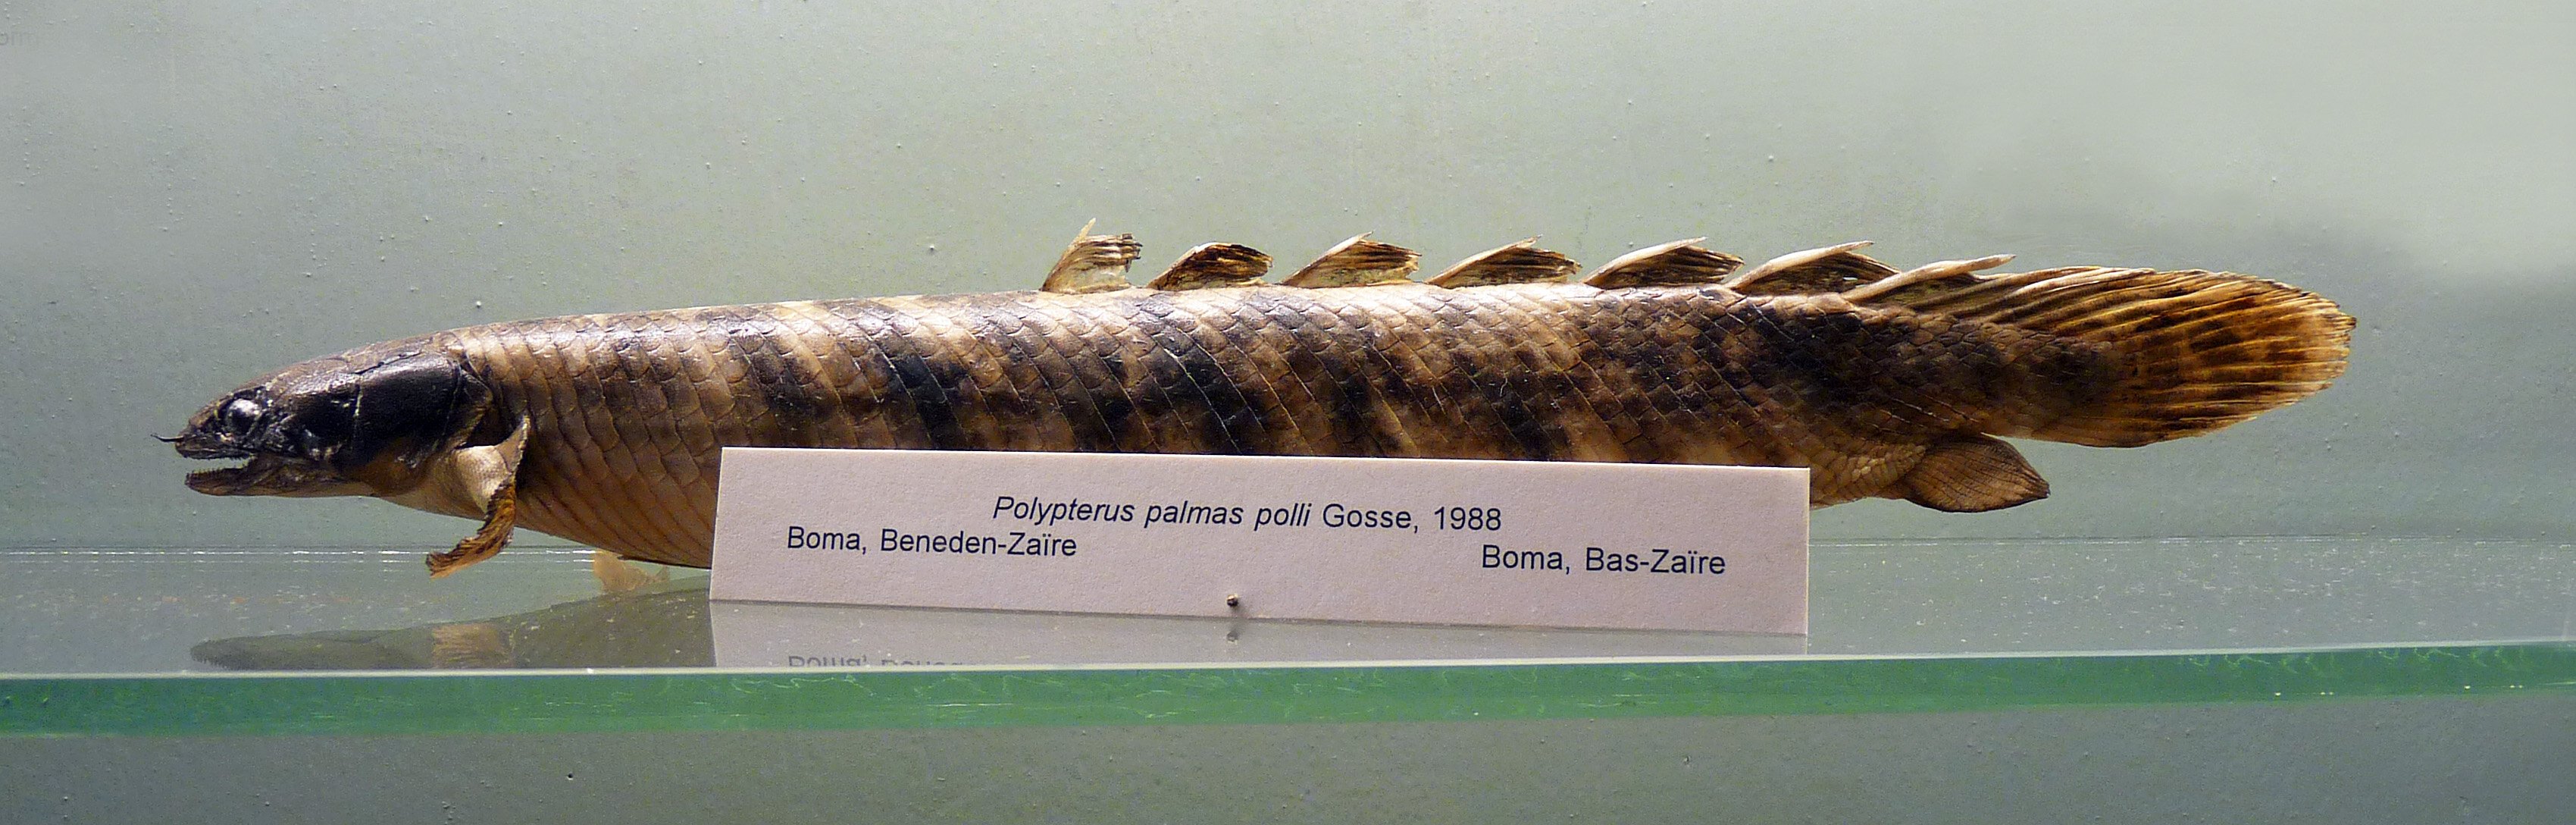 Polypterus palmas polli Gosse, 1988
Boma, Beneden-Zaïre
Boma, Bas-Zaïre